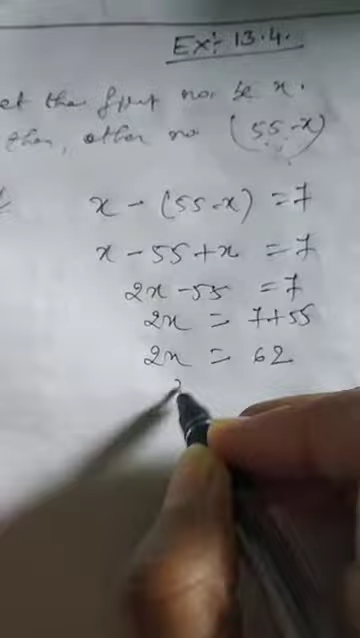 Ex:- 13.4.
let the first no. be x.
then, other no (55-x)
x - (55-x) = 7
x - 55 + x = 7
2x - 55 = 7
2x = 7+55
2x = 62